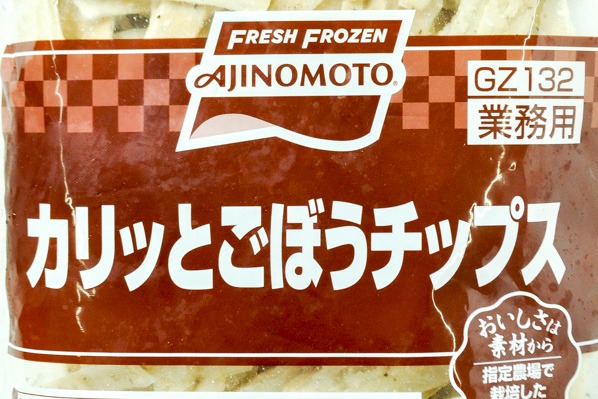 FRESH FROZEN
AJINOMOTO®
GZ132
業務用
カリッとごぼうチップス
おいしさは
素材から
指定農場で
栽培した